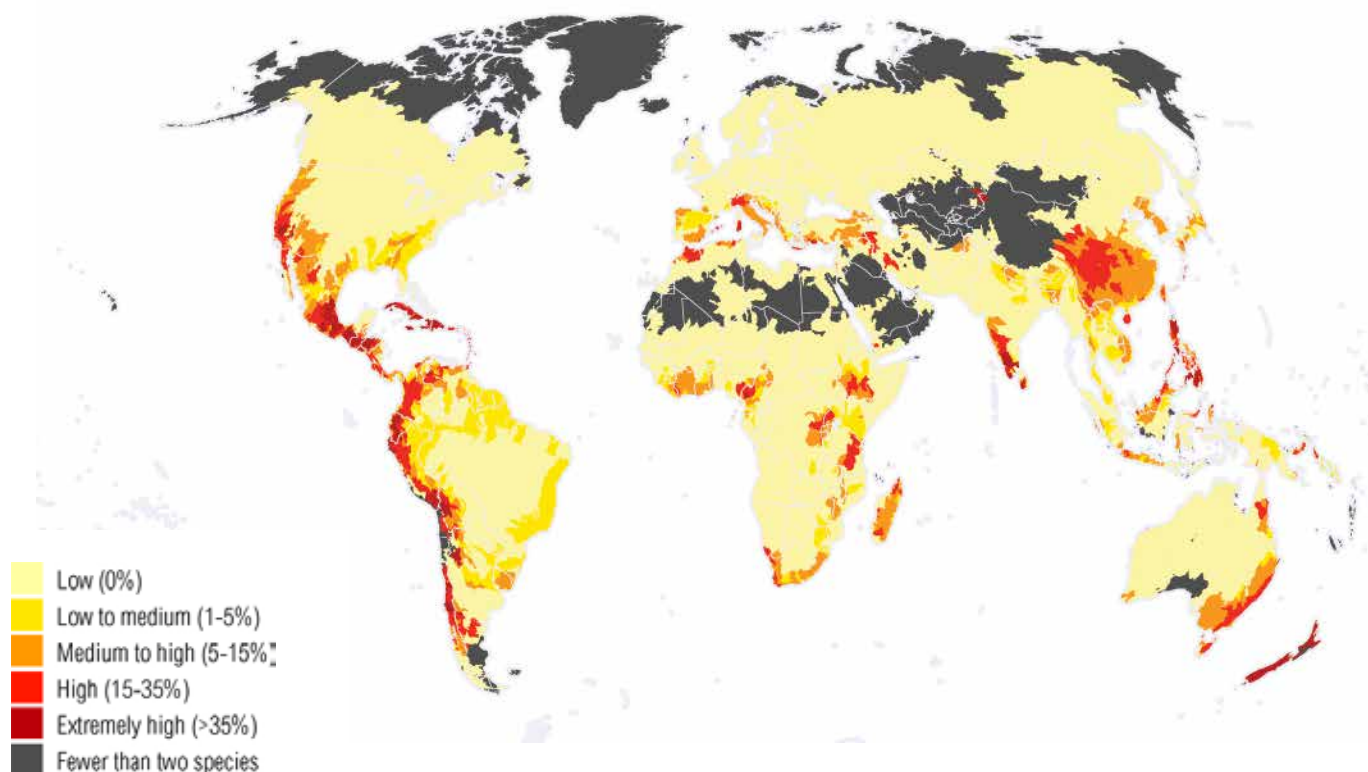 Low (0%)
Low to medium (1-5%)
Medium to high (5-15%
High (15-35%)
Extremely high (>35%)
Fewer than two species